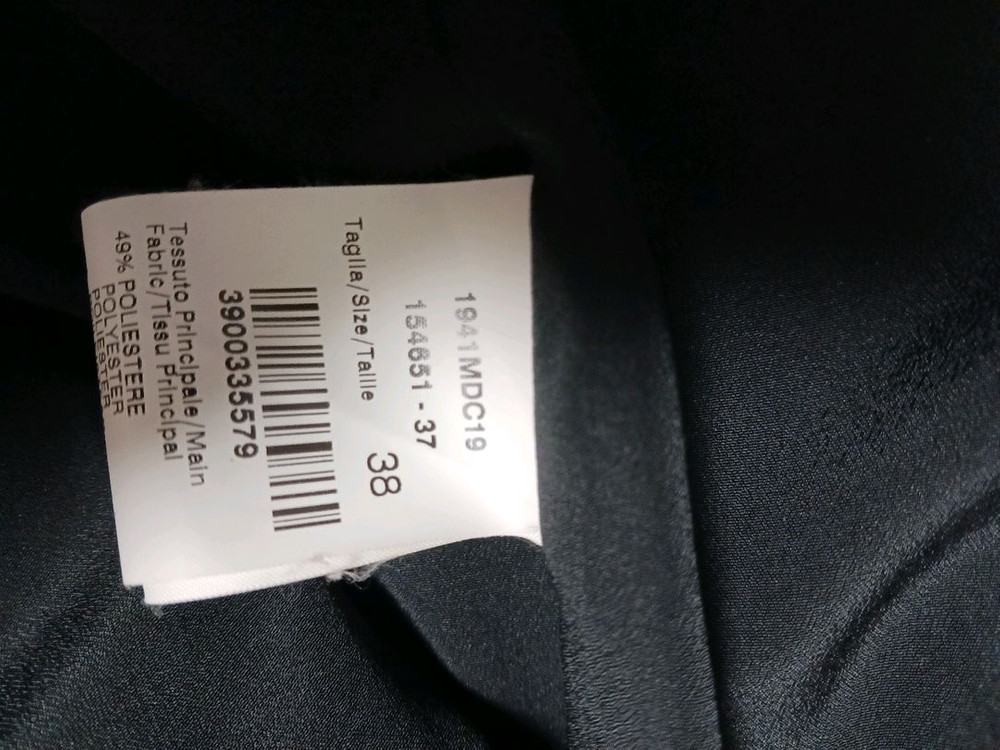 1941MDC19
154651 - 37
Taglia/Size/Taille 38
3900335579
Tessuto Principale/Main
Fabric/Tissu Principal
49% POLIESTERE
POLYESTER
POLIESTER